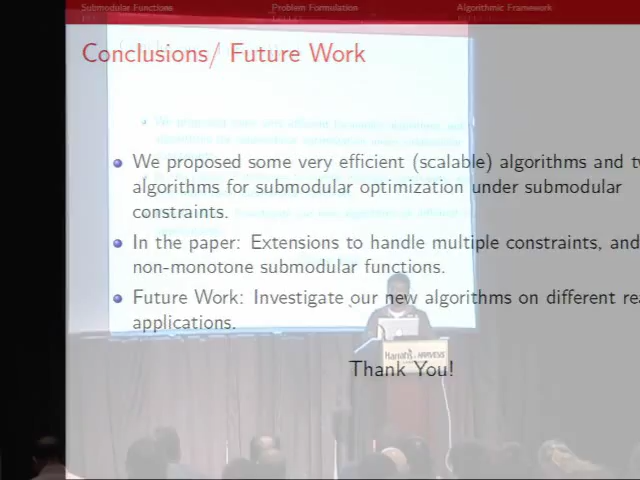 Submodular Functions Problem Formulation Algorithmic Framework
Conclusions/ Future Work
We proposed some very efficient (scalable) algorithms and
algorithms for submodular optimization under submodular
constraints.
In the paper: Extensions to handle multiple constraints, and
non-monotone submodular functions.
Future Work: Investigate our new algorithms on different
applications.
Harrah's HARVEYS
Thank You!